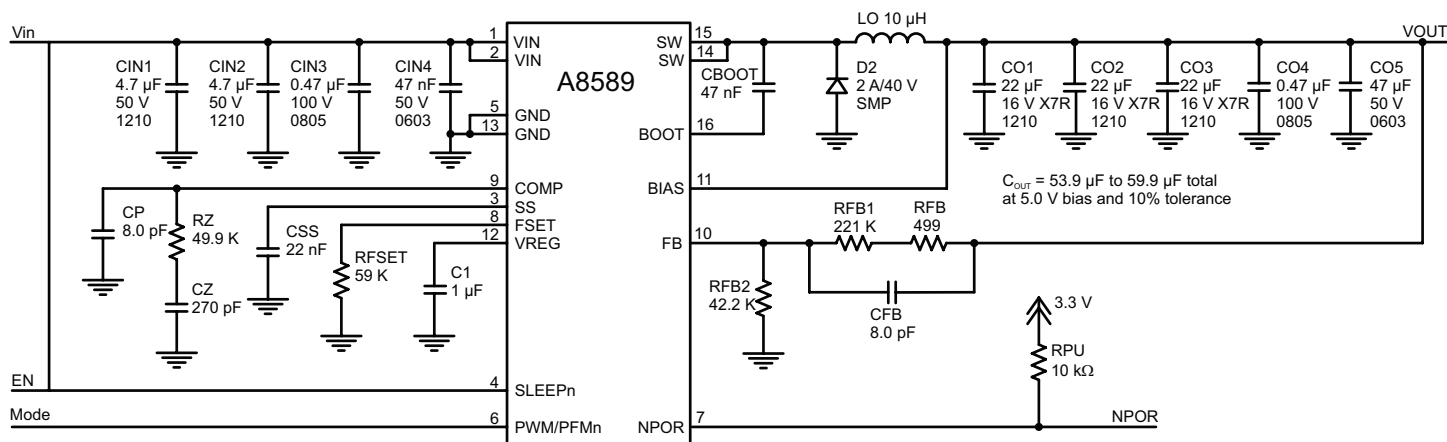 LO 10 µH
Vin
1
VIN
2
VIN
A8589
15
SW
14
SW
VOUT
CIN1
4.7 µF
50 V
1210
CIN2
4.7 µF
50 V
1210
CIN3
0.47 µF
100 V
0805
CIN4
47 nF
50 V
0603
5
GND
13
GND
CBOOT
47 nF
16
BOOT
D2
2 A/40 V
SMP
CO1
22 µF
16 V X7R
1210
CO2
22 µF
16 V X7R
1210
CO3
22 µF
16 V X7R
1210
CO4
0.47 µF
100 V
0805
CO5
47 µF
50 V
0603
9
COMP
3
SS
8
FSET
12
VREG
11
BIAS
COUT = 53.9 µF to 59.9 µF total
at 5.0 V bias and 10% tolerance
CP
8.0 pF
RZ
49.9 K
CZ
270 pF
CSS
22 nF
RFSET
59 K
C1
1 µF
10
FB
RFB1
221 K
RFB
499
RFB2
42.2 K
CFB
8.0 pF
3.3 V
RPU
10 kΩ
EN
4
SLEEPn
Mode
6
PWM/PFMn
7
NPOR
NPOR